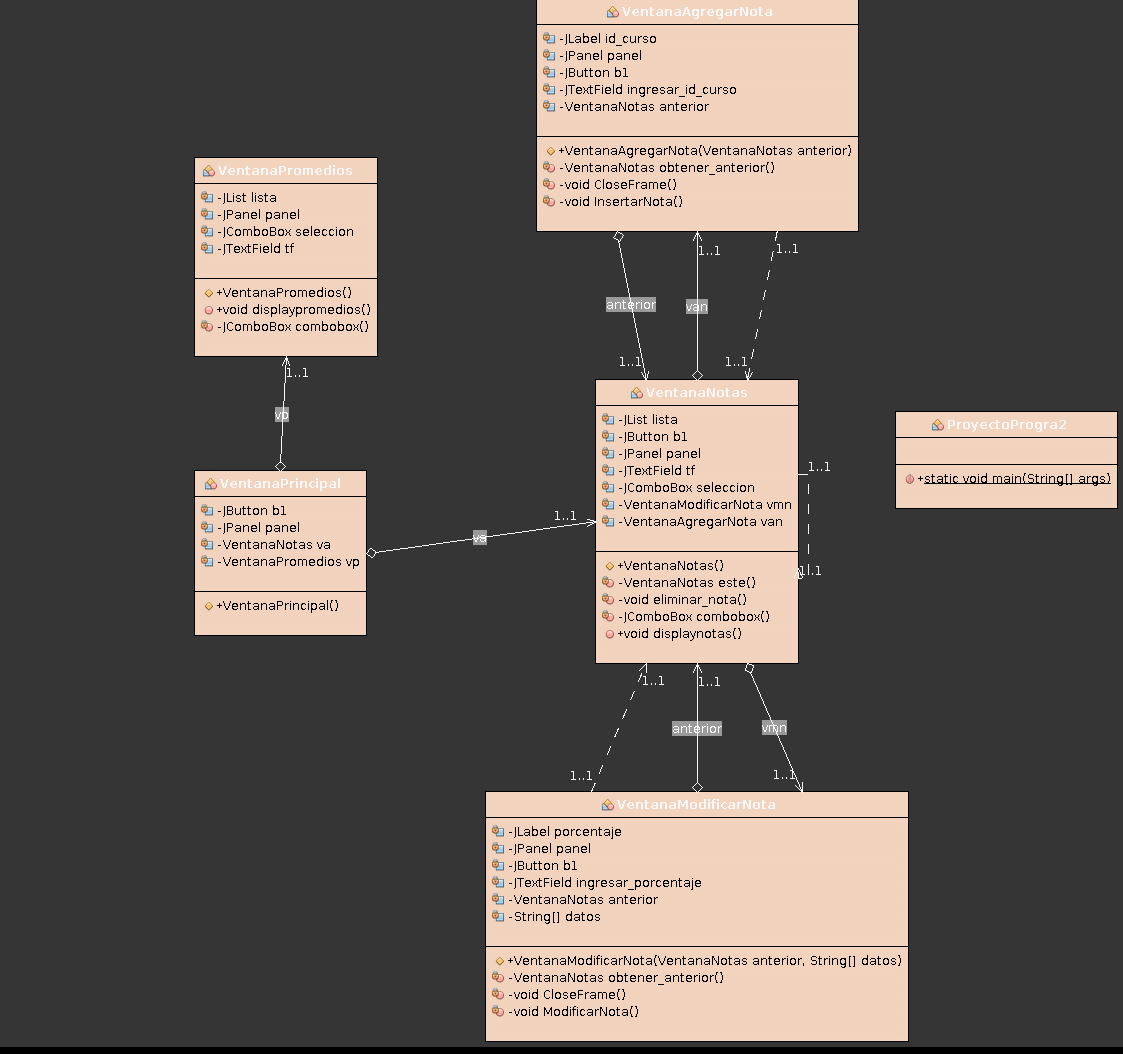 VentanaAgregarNota
-JLabel id_curso
-JPanel panel
-JButton b1
-JTextField ingresar_id_curso
-VentanaNotas anterior
+VentanaAgregarNota(VentanaNotas anterior)
-VentanaNotas obtener_anterior()
-void CloseFrame()
-void InsertarNota()
VentanaPromedios
-JList lista
-JPanel panel
-JComboBox seleccion
-JTextField tf
+VentanaPromedios()
+void displaypromedios()
-JComboBox combobox()
1..1
1..1
anterior
van
1..1
1..1
1..1
vp
VentanaPrincipal
-JButton b1
-JPanel panel
-VentanaNotas va
-VentanaPromedios vp
+VentanaPrincipal()
va
1..1
VentanaNotas
-JList lista
-JButton b1
-JPanel panel
-JTextField tf
-JComboBox seleccion
-VentanaModificarNota vmn
-VentanaAgregarNota van
+VentanaNotas()
-VentanaNotas este()
-void eliminar_nota()
-JComboBox combobox()
+void displaynotas()
1..1
1..1
ProyectoProgra2
+static void main(String[] args)
1..1
1..1
anterior
vmn
1..1
1..1
VentanaModificarNota
-JLabel porcentaje
-JPanel panel
-JButton b1
-JTextField ingresar_porcentaje
-VentanaNotas anterior
-String[] datos
+VentanaModificarNota(VentanaNotas anterior, String[] datos)
-VentanaNotas obtener_anterior()
-void CloseFrame()
-void ModificarNota()